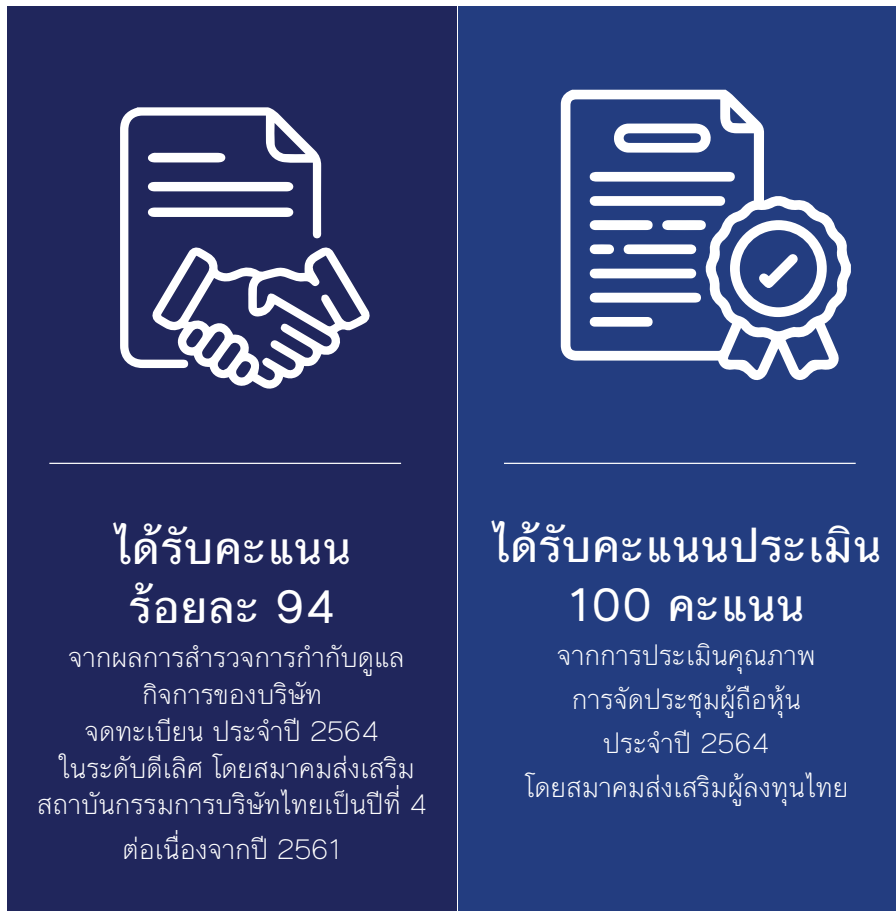 ได้รับคะแนน
ร้อยละ 94
จากผลการสำรวจการกำกับดูแล
กิจการของบริษัท
จดทะเบียน ประจำปี 2564
ในระดับดีเลิศ โดยสมาคมส่งเสริม
สถาบันกรรมการบริษัทไทยเป็นปีที่ 4
ต่อเนื่องจากปี 2561
ได้รับคะแนนประเมิน
100 คะแนน
จากการประเมินคุณภาพ
การจัดประชุมผู้ถือหุ้น
ประจำปี 2564
โดยสมาคมส่งเสริมผู้ลงทุนไทย